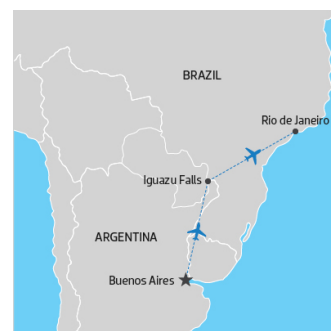 BRAZIL
Rio de Janeiro
Iguazu Falls
ARGENTINA
Buenos Aires